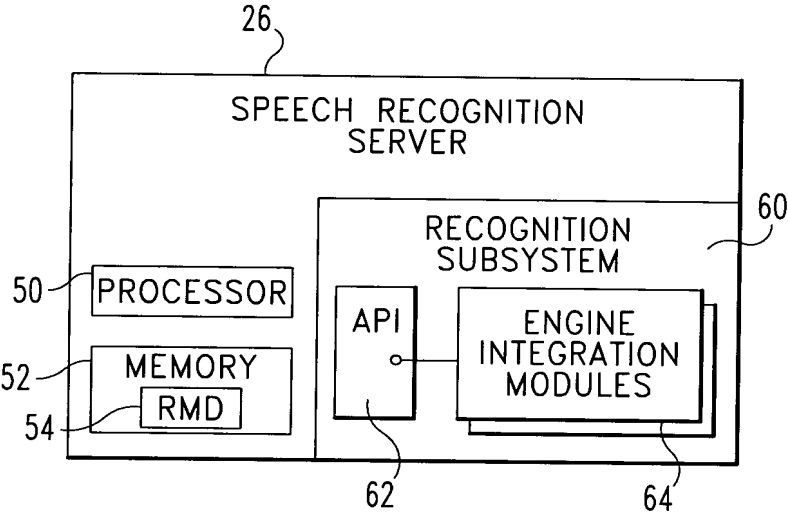 26
SPEECH RECOGNITION
SERVER
60
RECOGNITION
SUBSYSTEM
50
PROCESSOR
API
ENGINE
INTEGRATION
MODULES
52
MEMORY
54
RMD
62
64